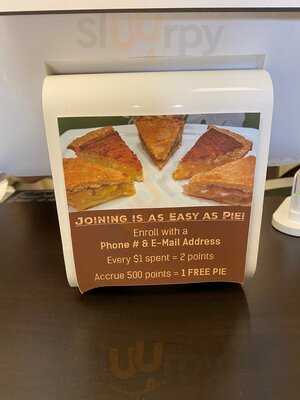 Slurpy
JOINING IS AS EASY AS PIE!
Enroll with a
Phone # & E-Mail Address
Every $1 spent = 2 points
Accrue 500 points = 1 FREE PIE